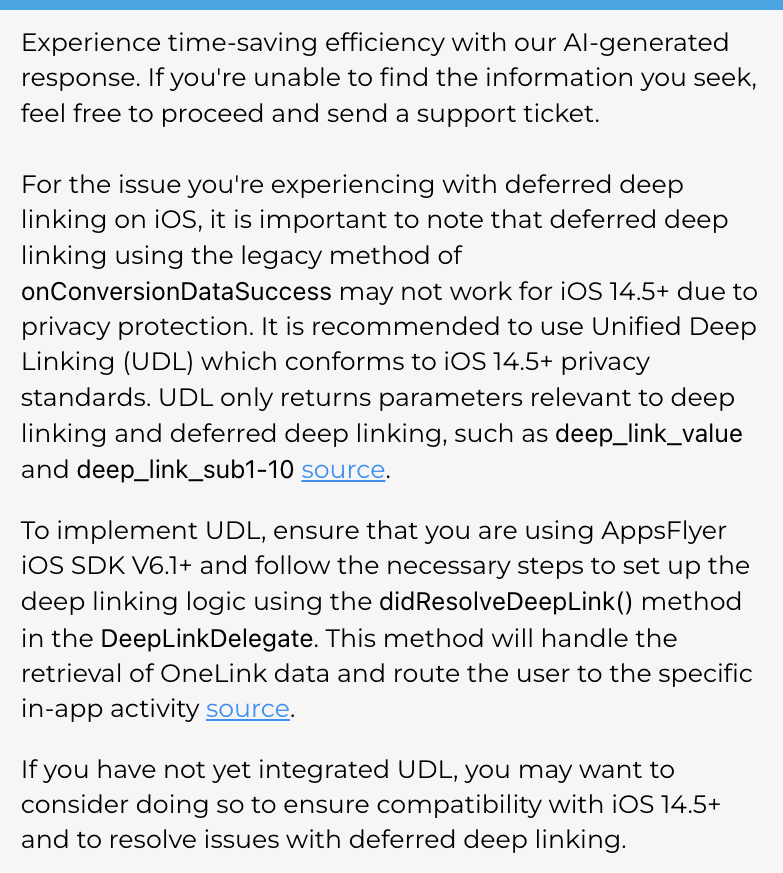 Experience time-saving efficiency with our AI-generated
response. If you're unable to find the information you seek,
feel free to proceed and send a support ticket.
For the issue you're experiencing with deferred deep
linking on iOS, it is important to note that deferred deep
linking using the legacy method of
onConversionDataSuccess may not work for iOS 14.5+ due to
privacy protection. It is recommended to use Unified Deep
Linking (UDL) which conforms to iOS 14.5+ privacy
standards. UDL only returns parameters relevant to deep
linking and deferred deep linking, such as deep_link_value
and deep_link_sub1-10 source.
To implement UDL, ensure that you are using AppsFlyer
iOS SDK V6.1+ and follow the necessary steps to set up the
deep linking logic using the didResolveDeepLink() method
in the DeepLinkDelegate. This method will handle the
retrieval of OneLink data and route the user to the specific
in-app activity source.
If you have not yet integrated UDL, you may want to
consider doing so to ensure compatibility with iOS 14.5+
and to resolve issues with deferred deep linking.